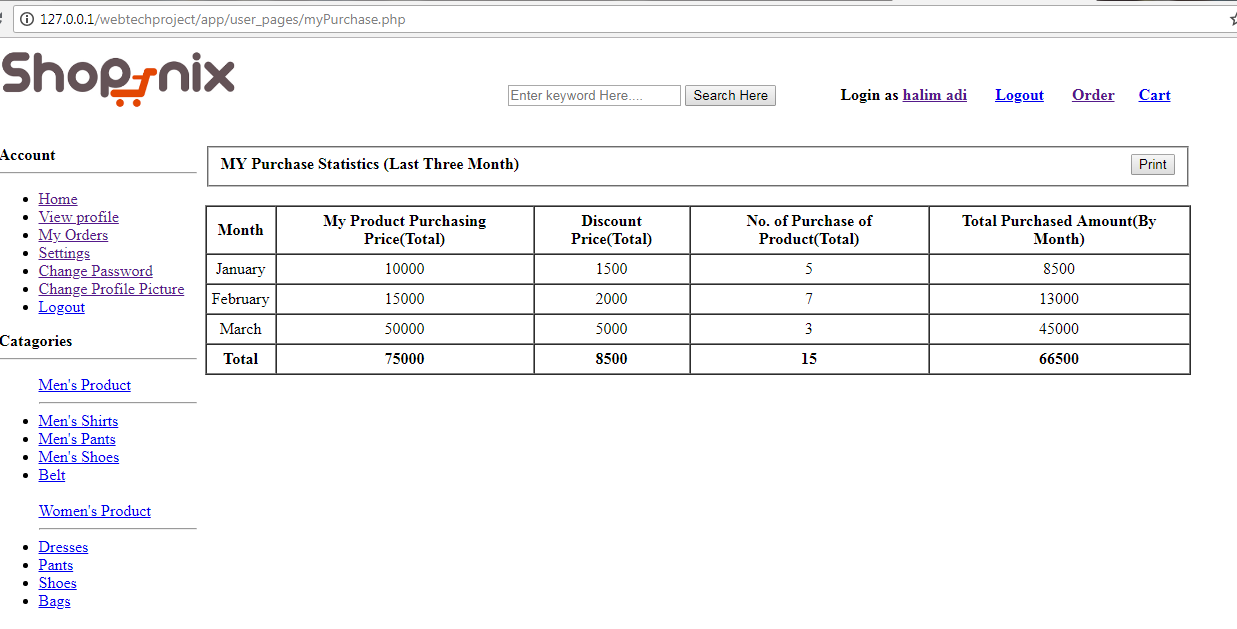 127.0.0.1/webtechproject/app/user_pages/myPurchase.php
Shopnix
Enter keyword Here.... Search Here Login as halim adi Logout Order Cart
Account
Home
View profile
My Orders
Settings
Change Password
Change Profile Picture
Logout
Catagories
Men's Product
Men's Shirts
Men's Pants
Men's Shoes
Belt
Women's Product
Dresses
Pants
Shoes
Bags
MY Purchase Statistics (Last Three Month) Print
Month My Product Purchasing Price(Total) Discount Price(Total) No. of Purchase of Product(Total) Total Purchased Amount(By Month)
January 10000 1500 5 8500
February 15000 2000 7 13000
March 50000 5000 3 45000
Total 75000 8500 15 66500